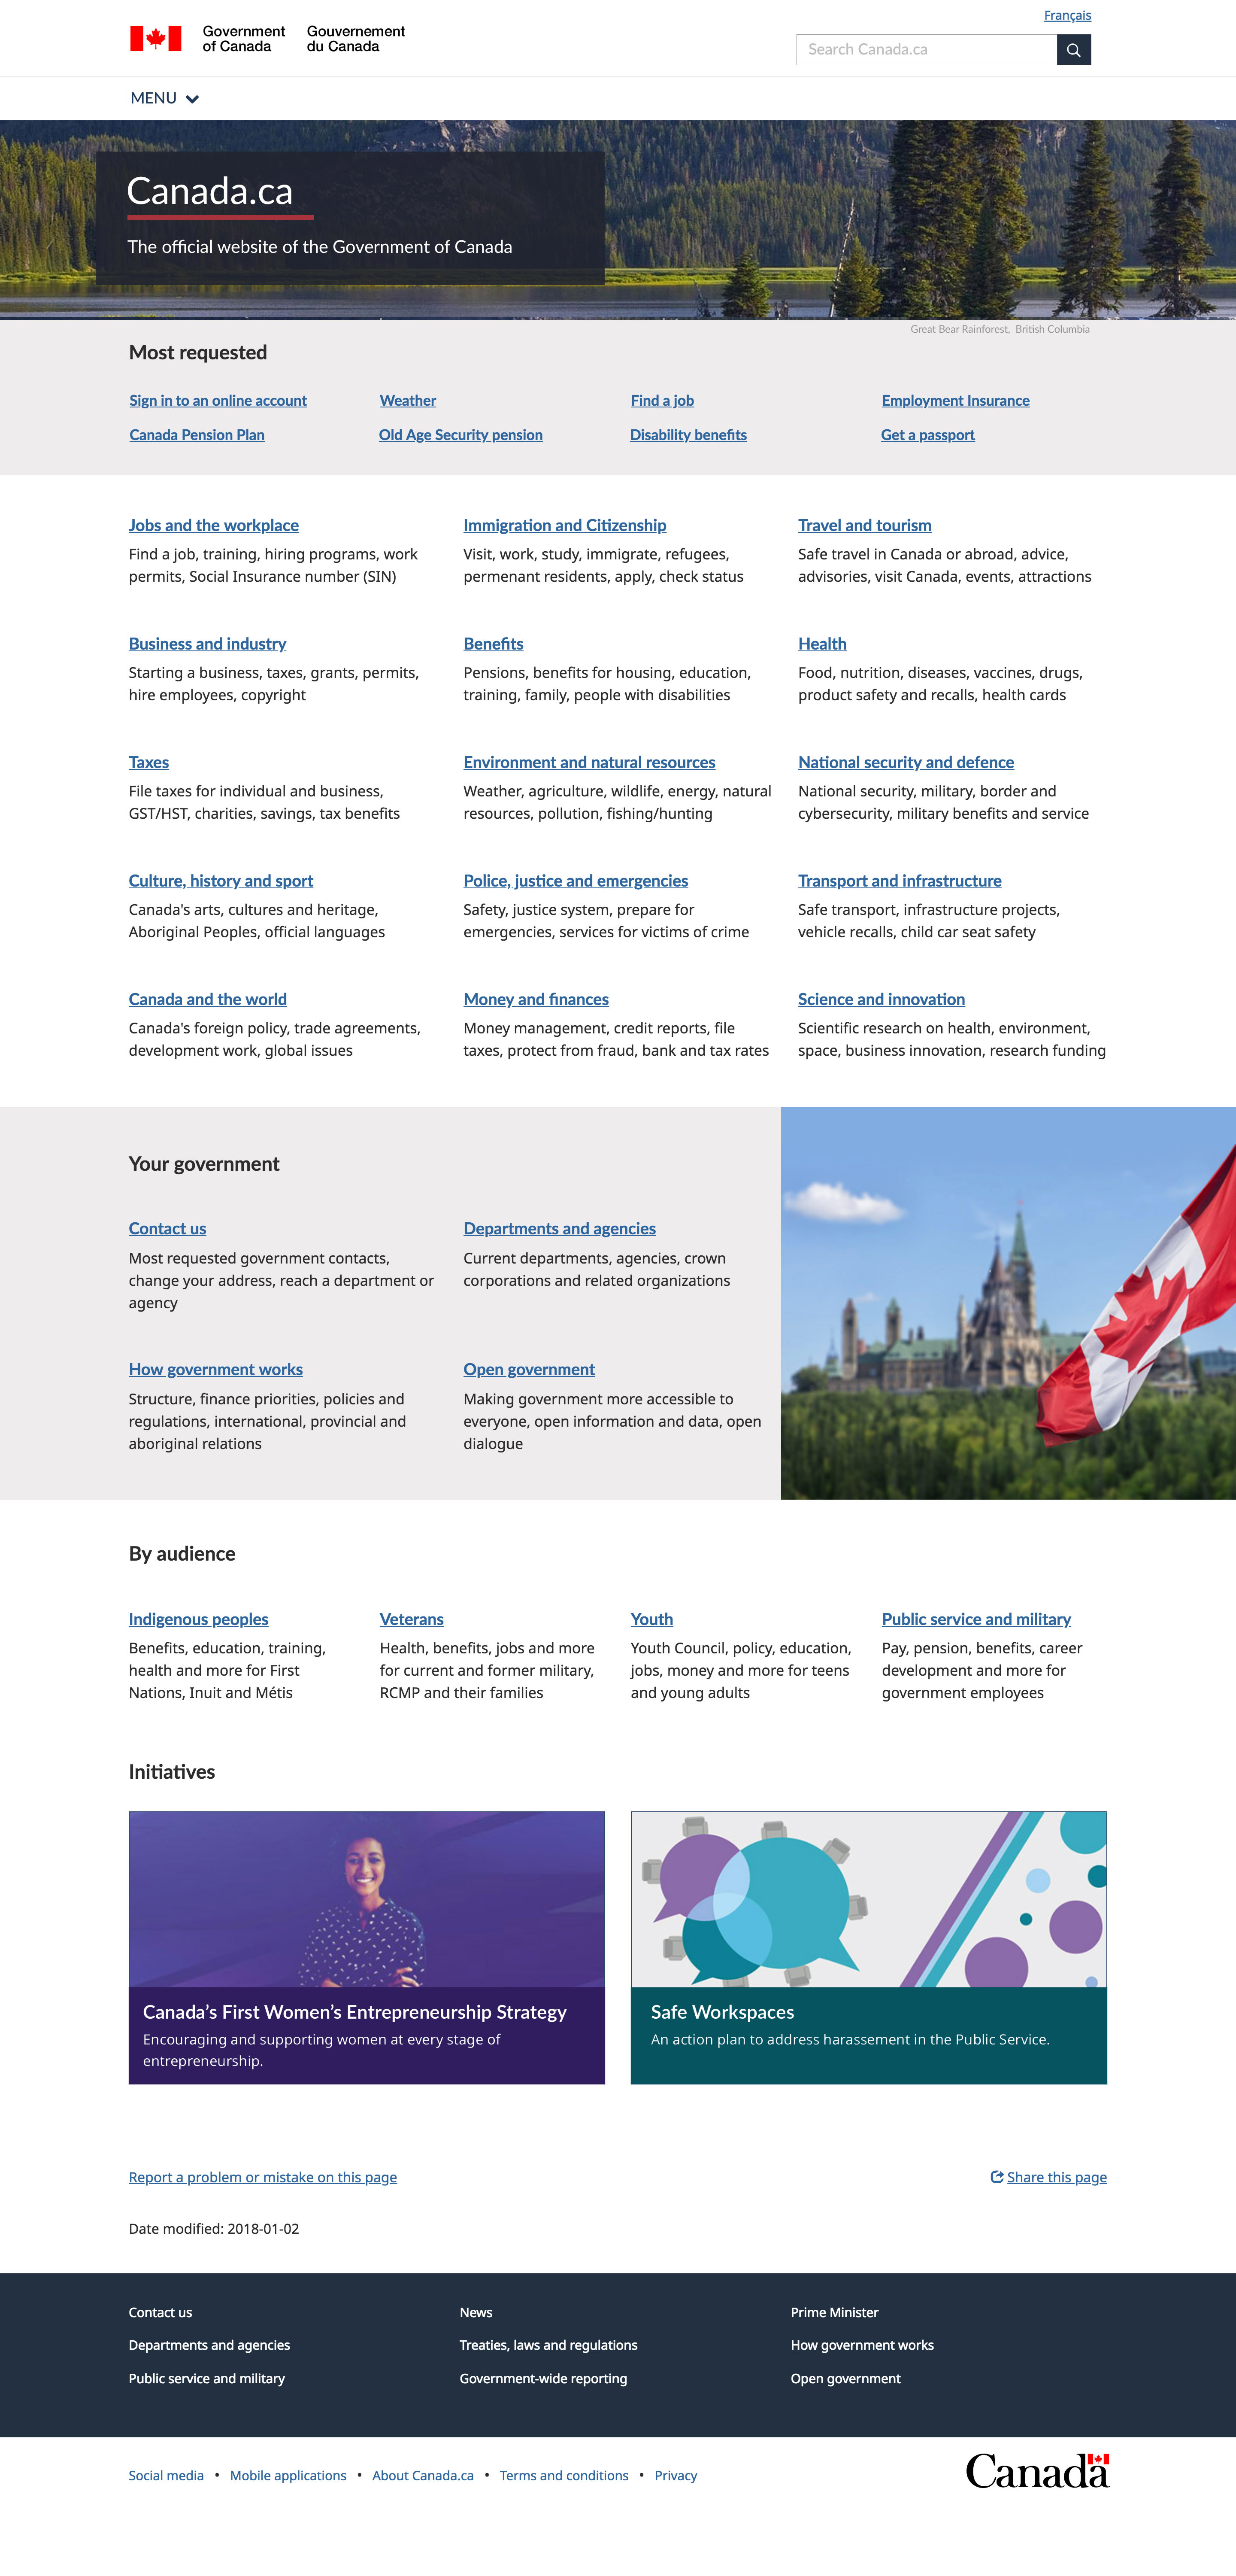 Français
Government of Canada
Gouvernement du Canada
Search Canada.ca
MENU
Canada.ca
The official website of the Government of Canada
Great Bear Rainforest, British Columbia
Most requested
Sign in to an online account
Weather
Find a job
Employment Insurance
Canada Pension Plan
Old Age Security pension
Disability benefits
Get a passport
Jobs and the workplace
Find a job, training, hiring programs, work
permits, Social Insurance number (SIN)
Immigration and Citizenship
Visit, work, study, immigrate, refugees,
permenant residents, apply, check status
Travel and tourism
Safe travel in Canada or abroad, advice,
advisories, visit Canada, events, attractions
Business and industry
Starting a business, taxes, grants, permits,
hire employees, copyright
Benefits
Pensions, benefits for housing, education,
training, family, people with disabilities
Health
Food, nutrition, diseases, vaccines, drugs,
product safety and recalls, health cards
Taxes
File taxes for individual and business,
GST/HST, charities, savings, tax benefits
Environment and natural resources
Weather, agriculture, wildlife, energy, natural
resources, pollution, fishing/hunting
National security and defence
National security, military, border and
cybersecurity, military benefits and service
Culture, history and sport
Canada's arts, cultures and heritage,
Aboriginal Peoples, official languages
Police, justice and emergencies
Safety, justice system, prepare for
emergencies, services for victims of crime
Transport and infrastructure
Safe transport, infrastructure projects,
vehicle recalls, child car seat safety
Canada and the world
Canada's foreign policy, trade agreements,
development work, global issues
Money and finances
Money management, credit reports, file
taxes, protect from fraud, bank and tax rates
Science and innovation
Scientific research on health, environment,
space, business innovation, research funding
Your government
Contact us
Most requested government contacts,
change your address, reach a department or
agency
Departments and agencies
Current departments, agencies, crown
corporations and related organizations
How government works
Structure, finance priorities, policies and
regulations, international, provincial and
aboriginal relations
Open government
Making government more accessible to
everyone, open information and data, open
dialogue
By audience
Indigenous peoples
Benefits, education, training,
health and more for First
Nations, Inuit and Métis
Veterans
Health, benefits, jobs and more
for current and former military,
RCMP and their families
Youth
Youth Council, policy, education,
jobs, money and more for teens
and young adults
Public service and military
Pay, pension, benefits, career
development and more for
government employees
Initiatives
Canada’s First Women’s Entrepreneurship Strategy
Encouraging and supporting women at every stage of
entrepreneurship.
Safe Workspaces
An action plan to address harassement in the Public Service.
Report a problem or mistake on this page
Share this page
Date modified: 2018-01-02
Contact us
News
Prime Minister
Departments and agencies
Treaties, laws and regulations
How government works
Public service and military
Government-wide reporting
Open government
Social media • Mobile applications • About Canada.ca • Terms and conditions • Privacy
Canada